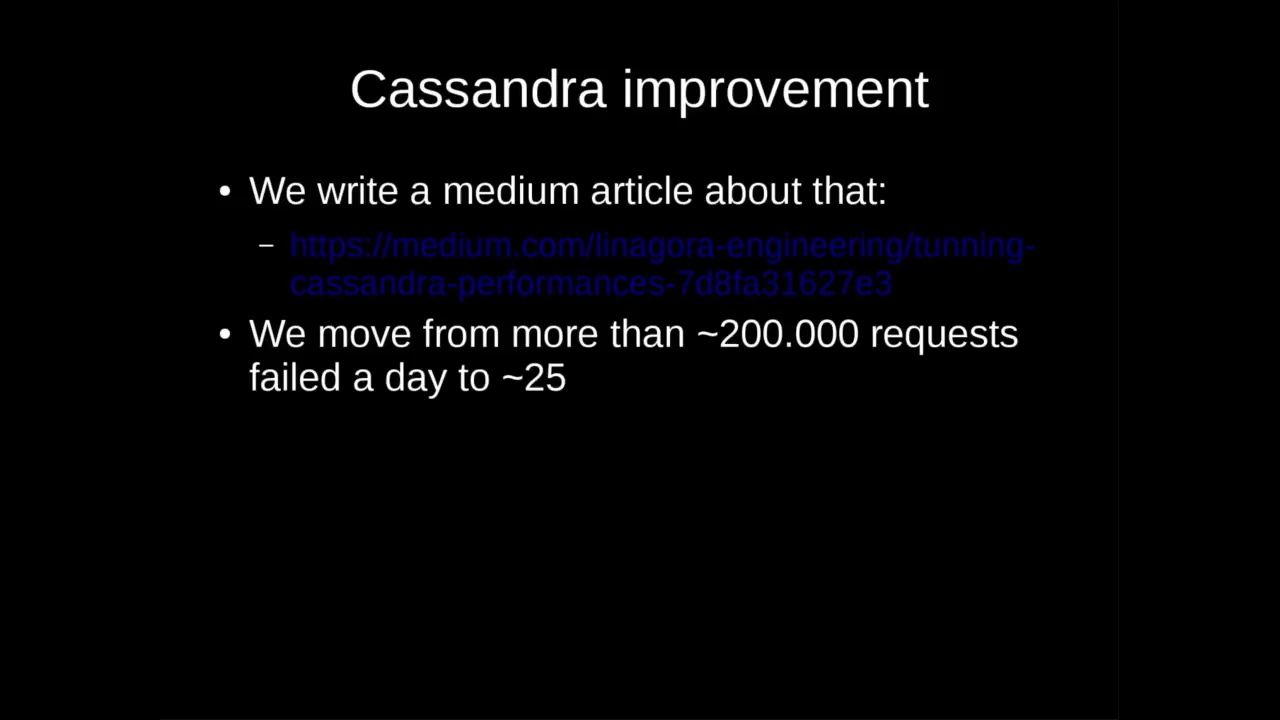 Cassandra improvement
• We write a medium article about that:
– https://medium.com/linagora-engineering/tunning-
cassandra-performances-7d8fa31627e3
• We move from more than ~200.000 requests
failed a day to ~25